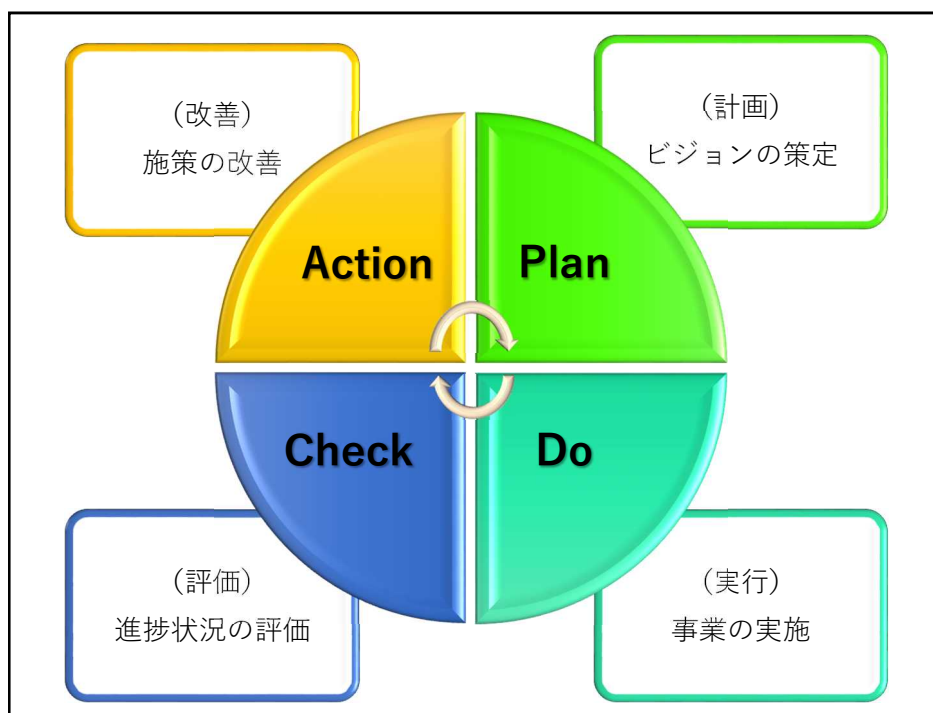 (改善)
施策の改善
(計画)
ビジョンの策定
Action
Plan
Check
Do
(評価)
進捗状況の評価
(実行)
事業の実施